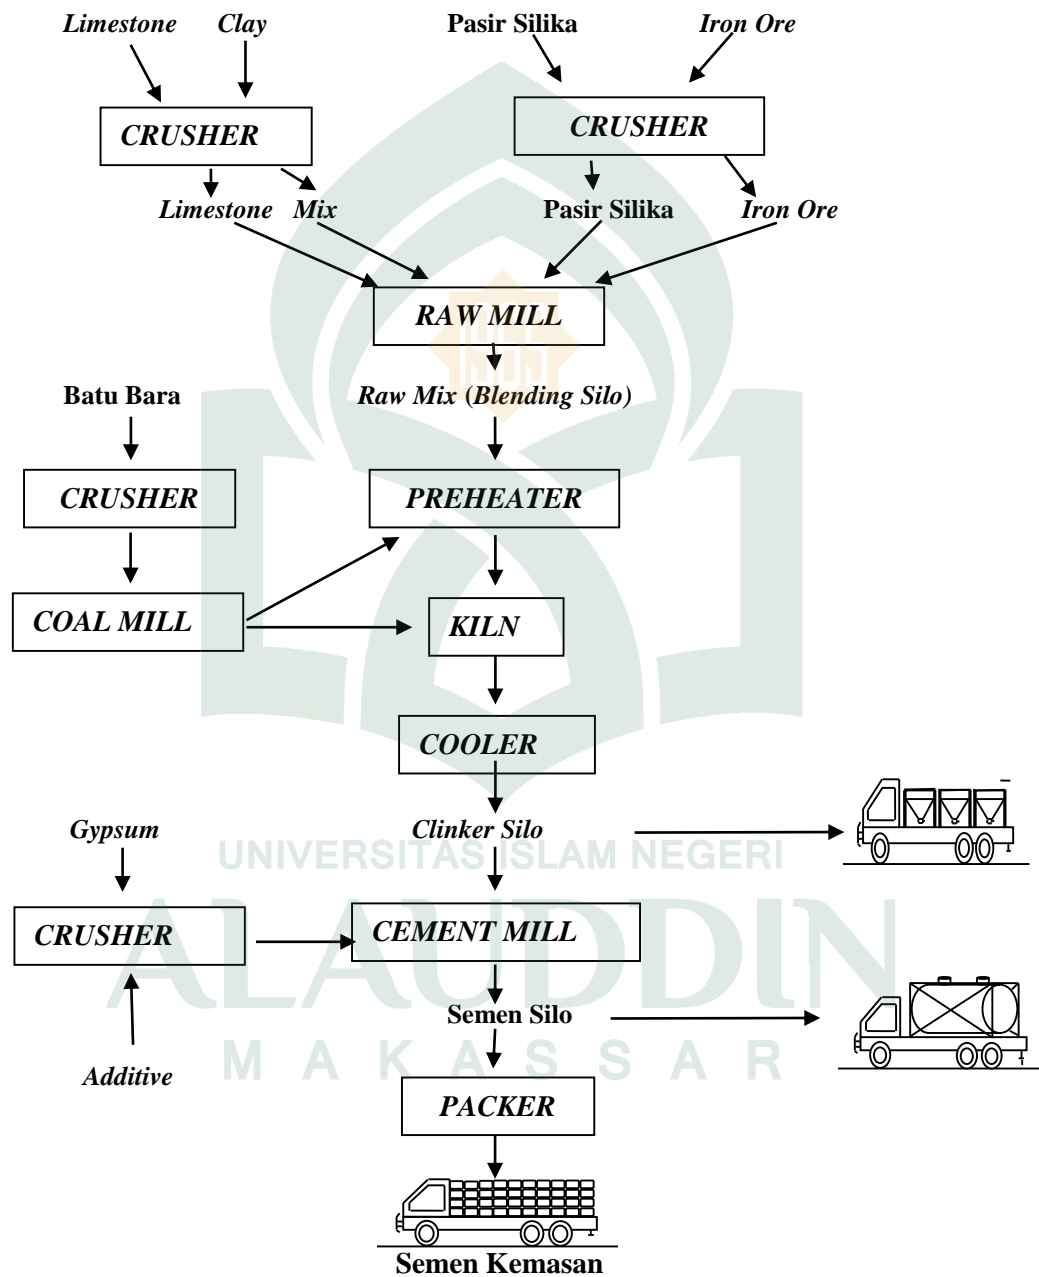 Limestone Clay Pasir Silika Iron Ore
CRUSHER CRUSHER
Limestone Mix Pasir Silika Iron Ore
RAW MILL
Batu Bara Raw Mix (Blending Silo)
CRUSHER PREHEATER
COAL MILL KILN
COOLER
Gypsum Clinker Silo
UNIVERSITAS ISLAM NEGERI
CRUSHER CEMENT MILL
ALAUDDIN
Semen Silo
MAKASSAR
Additive
PACKER
Semen Kemasan